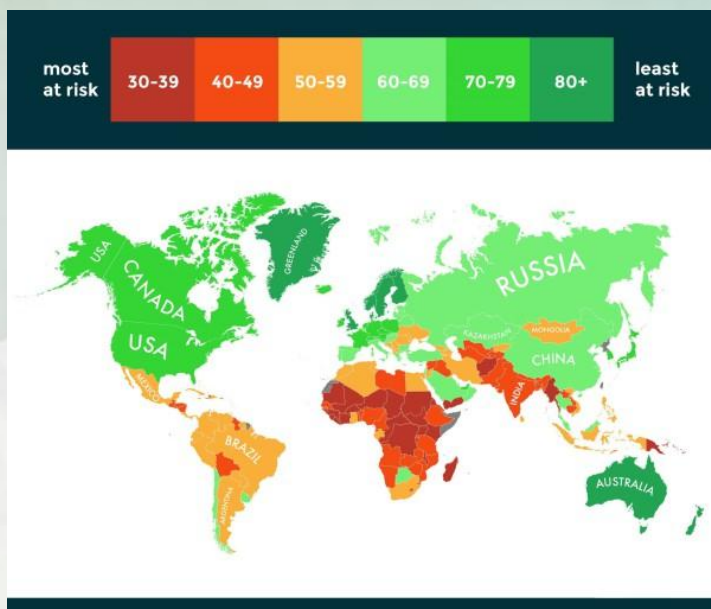 most at risk
30-39
40-49
50-59
60-69
70-79
80+
least at risk
GREENLAND
USA
CANADA
RUSSIA
USA
KAZAKHSTAN
MONGOLIA
CHINA
MEXICO
INDIA
BRAZIL
ARGENTINA
AUSTRALIA